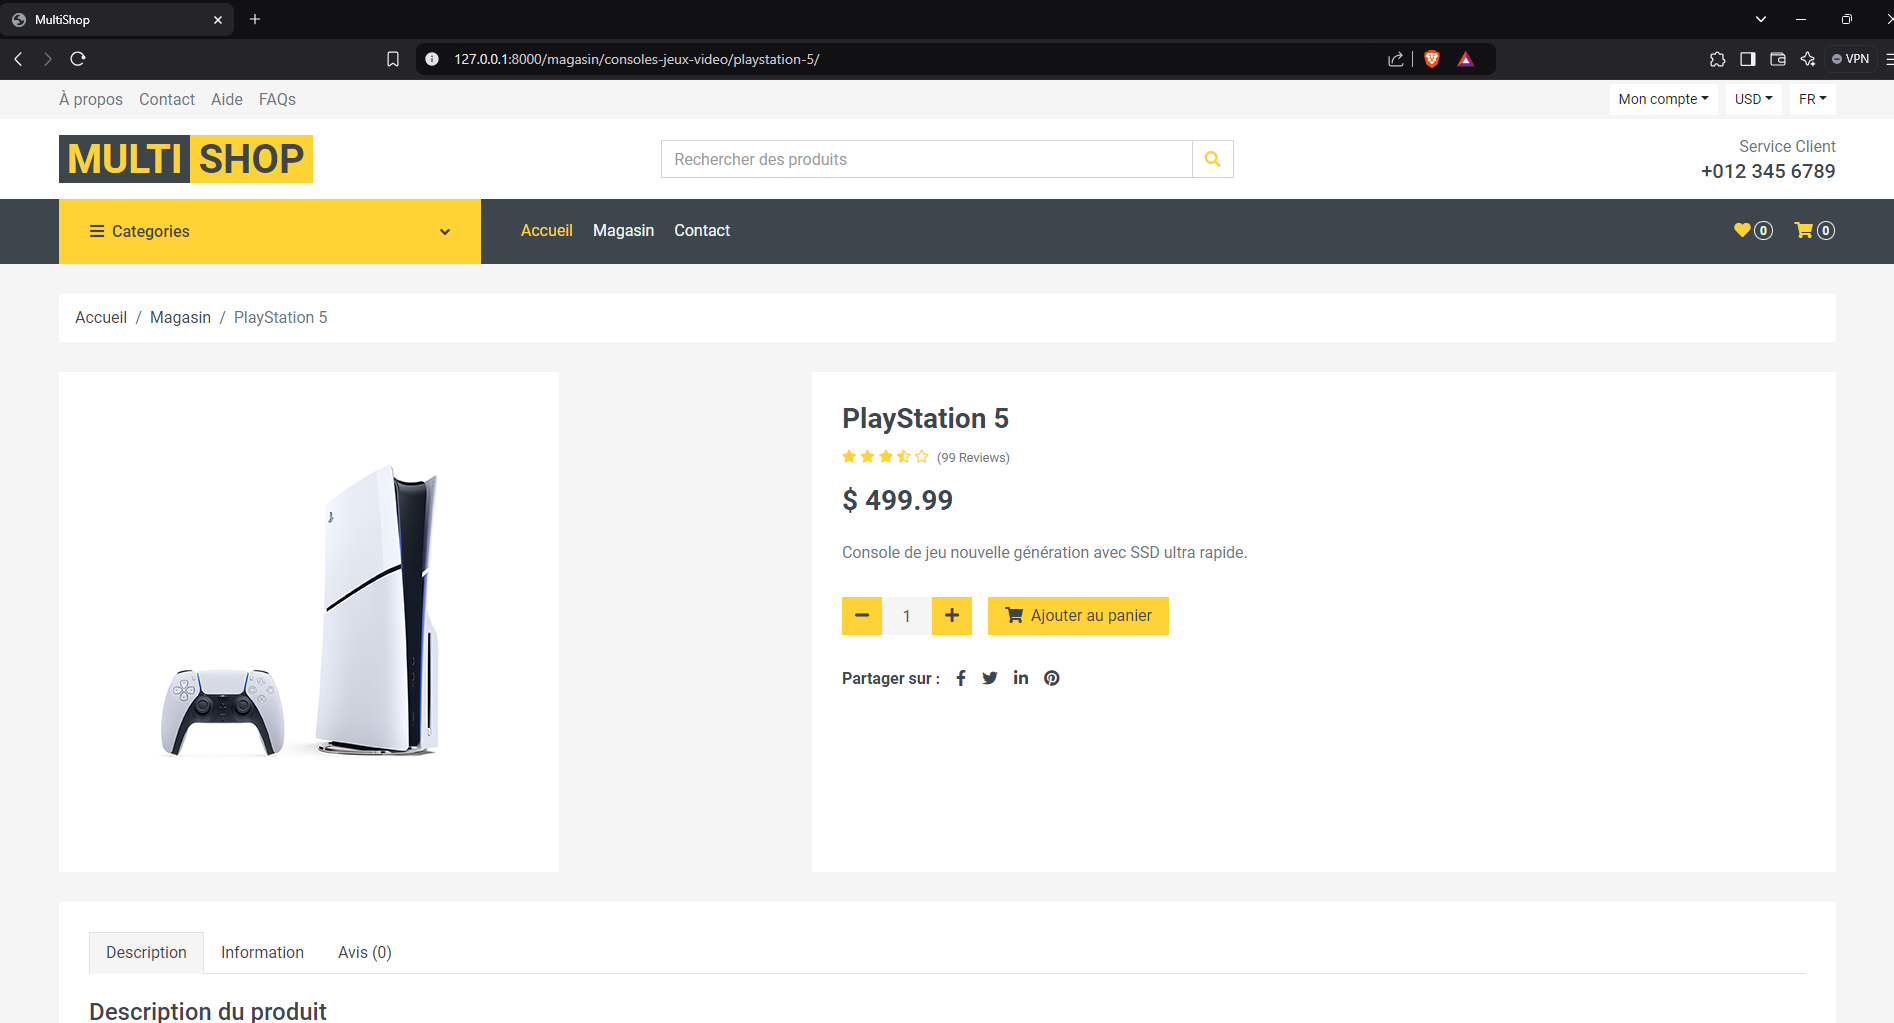 MultiShop
127.0.0.1:8000/magasin/consoles-jeux-video/playstation-5/
VPN
À propos Contact Aide FAQs
Mon compte USD FR
MULTI SHOP
Rechercher des produits
Service Client
+012 345 6789
Categories
Accueil Magasin Contact
0 0
Accueil / Magasin / PlayStation 5
PlayStation 5
(99 Reviews)
$ 499.99
Console de jeu nouvelle génération avec SSD ultra rapide.
1
Ajouter au panier
Partager sur :
Description Information Avis (0)
Description du produit